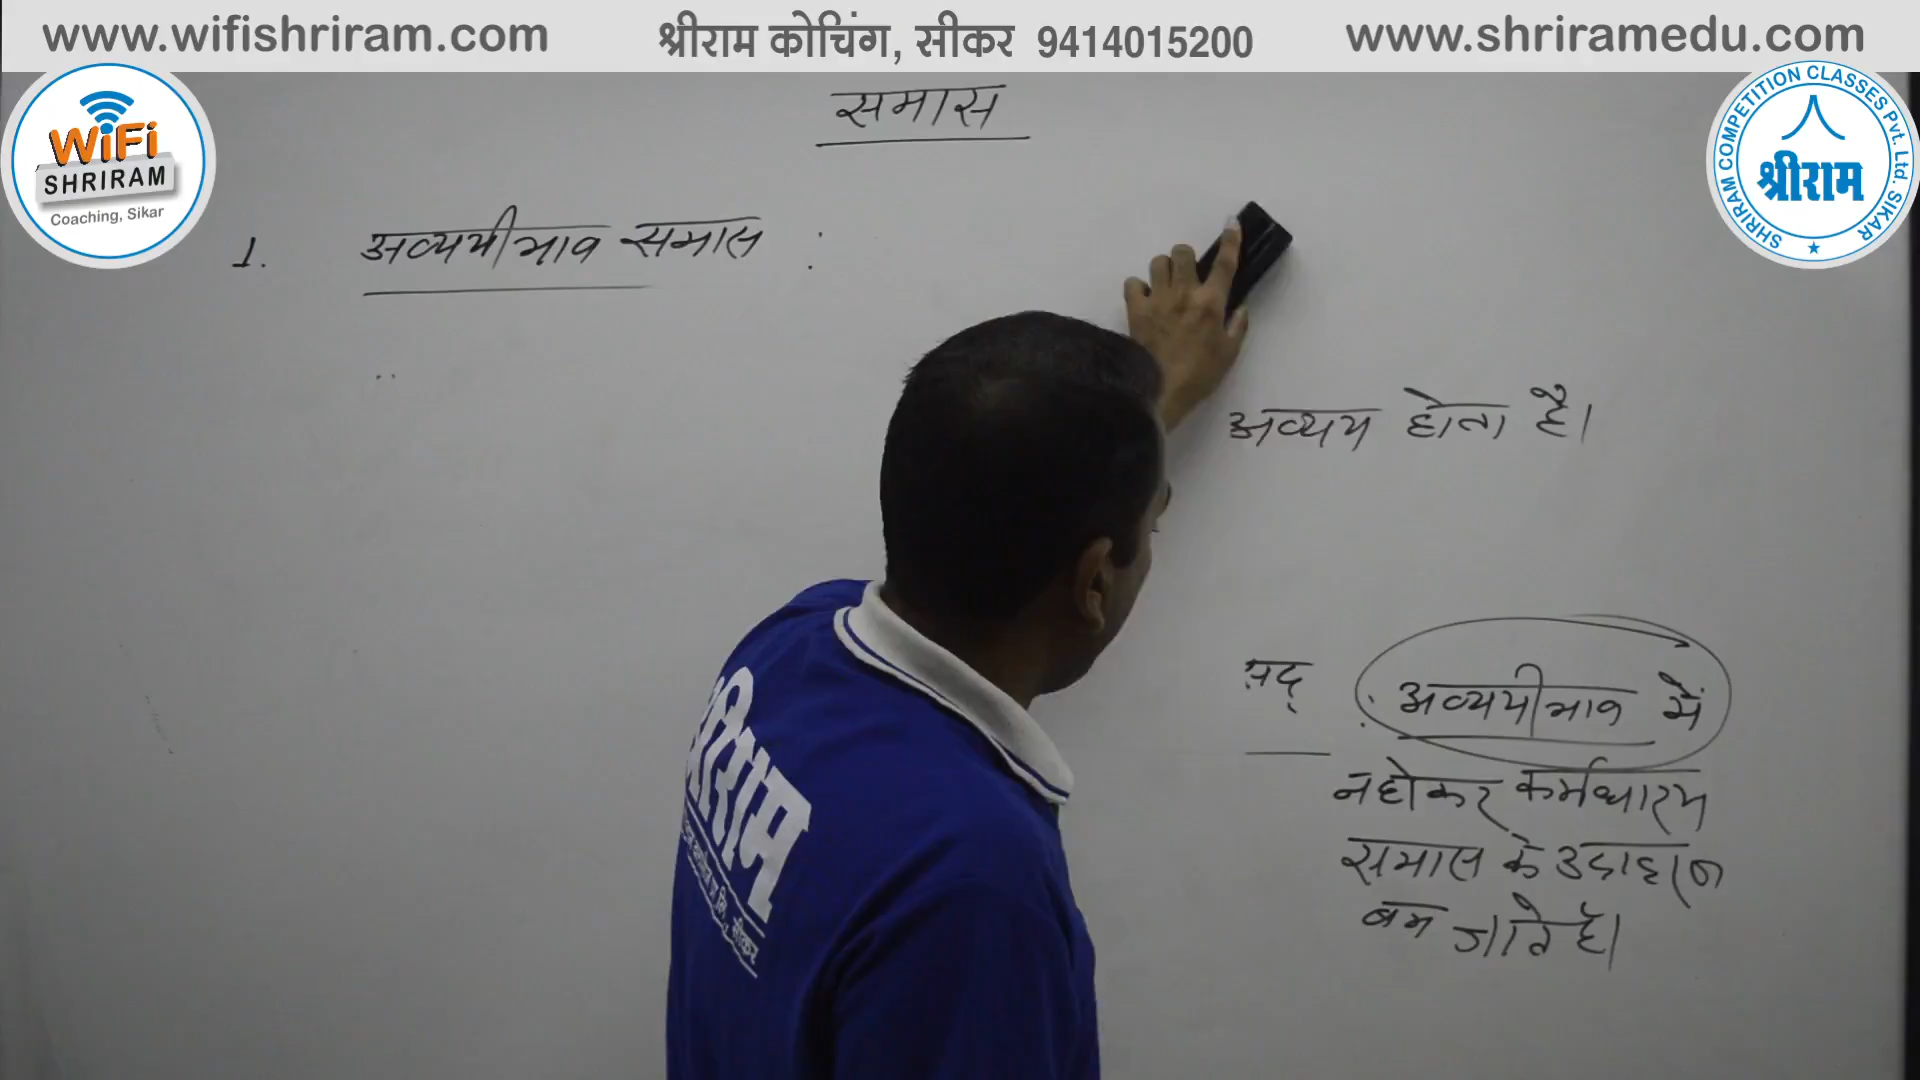 www.wifishriram.com श्रीराम कोचिंग, सीकर 9414015200 www.shriramedu.com
WiFi
SHRIRAM
Coaching, Sikar
SHRIRAM COMPETITION CLASSES Pvt. Ltd. SIKAR
श्रीराम
समास
1. अव्ययीभाव समास :
अव्यय होता है।
पद : अव्ययीभाव में
न होकर कर्मधारय
समास के उदाहरण
बन जाते हैं।
श्रीराम